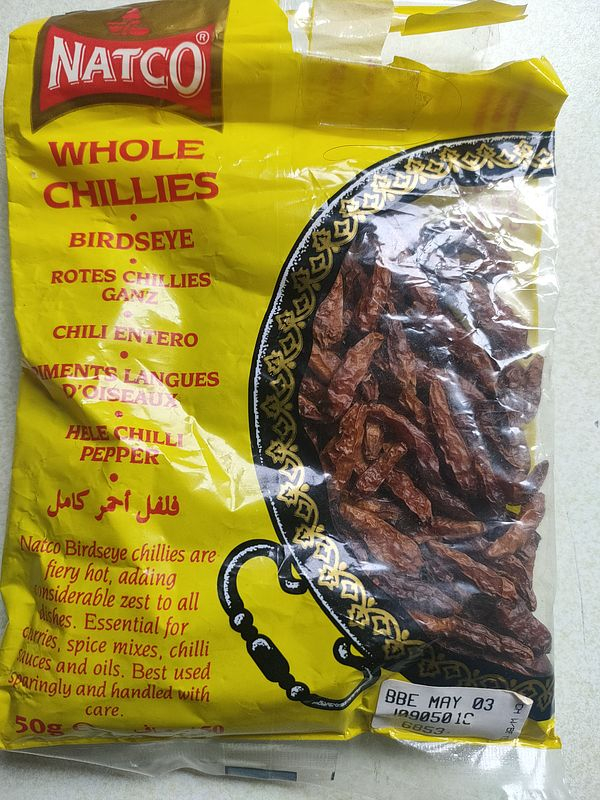 NATCO®
WHOLE
CHILLIES
BIRDSEYE
ROTES CHILLIES
GANZ
CHILI ENTERO
PIMENTS LANGUES
D'OISEAUX
HELE CHILLI
PEPPER
فلفل أحمر كامل
Natco Birdseye chillies are
fiery hot, adding
considerable zest to all
dishes. Essential for
curries, spice mixes, chilli
sauces and oils. Best used
sparingly and handled with
care.
50g
BBE MAY 03
6853